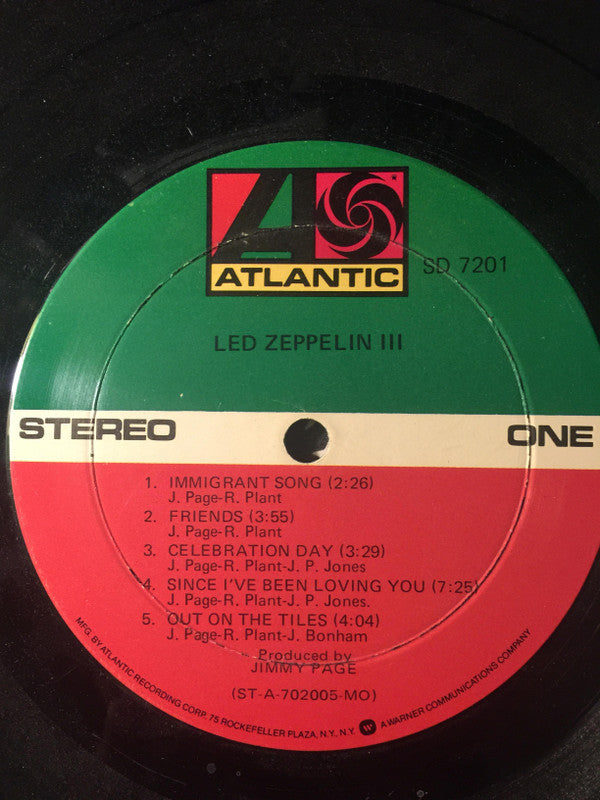 ATLANTIC
SD 7201
LED ZEPPELIN III
STEREO
ONE
1. IMMIGRANT SONG (2:26)
J. Page-R. Plant
2. FRIENDS (3:55)
J. Page-R. Plant
3. CELEBRATION DAY (3:29)
J. Page-R. Plant-J. P. Jones
4. SINCE I'VE BEEN LOVING YOU (7:25)
J. Page-R. Plant-J. P. Jones.
5. OUT ON THE TILES (4:04)
J. Page-R. Plant-J. Bonham
Produced by
JIMMY PAGE
(ST-A-702005-MO)
MFG. BY ATLANTIC RECORDING CORP. 75 ROCKEFELLER PLAZA, N.Y. N.Y. W A WARNER COMMUNICATIONS COMPANY